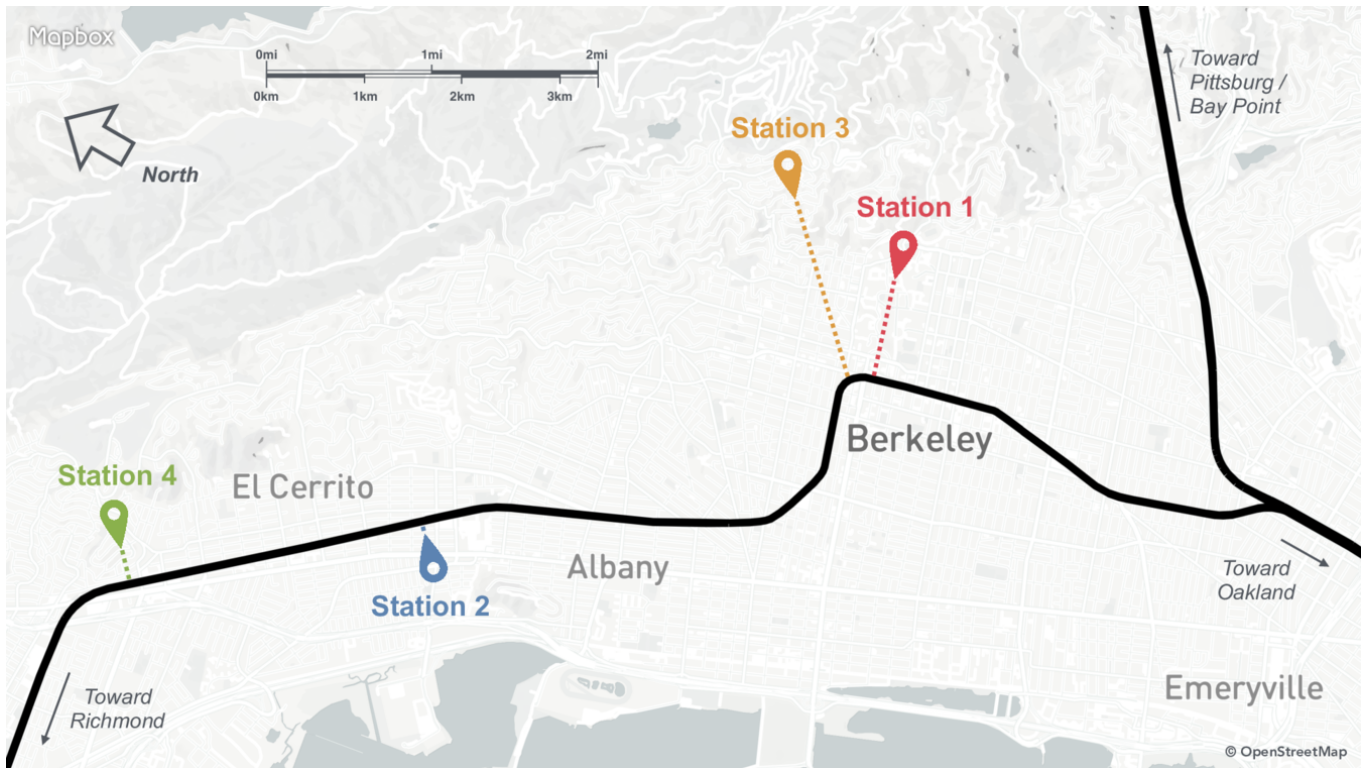 Mapbox
0mi 1mi 2mi
0km 1km 2km 3km
North
Toward
Pittsburg /
Bay Point
Station 3
Station 1
Berkeley
Station 4
El Cerrito
Albany
Station 2
Toward
Oakland
Toward
Richmond
Emeryville
© OpenStreetMap